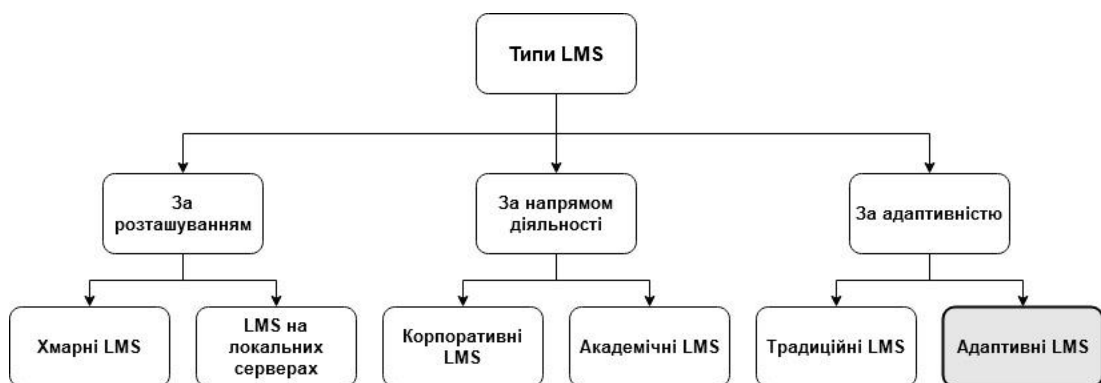 Типи LMS
За
розташуванням
За напрямом
діяльності
За адаптивністю
Хмарні LMS
LMS на
локальних
серверах
Корпоративні
LMS
Академічні LMS
Традиційні LMS
Адаптивні LMS